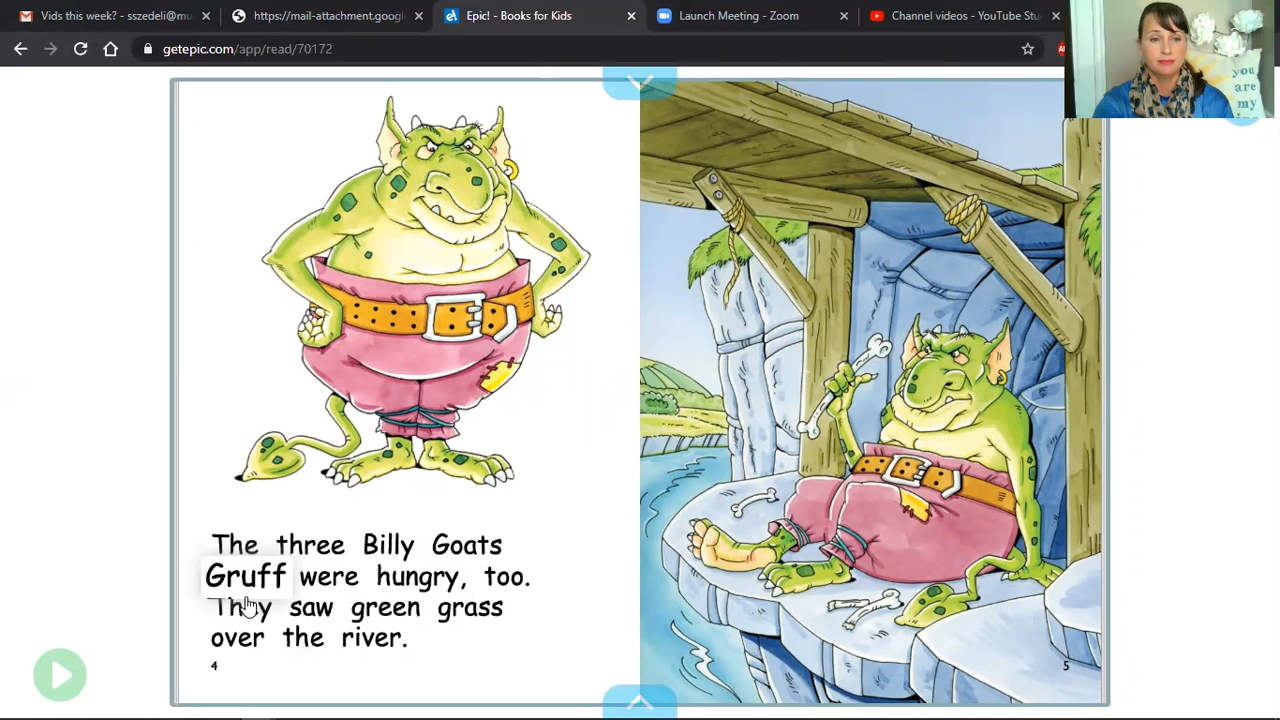 Vids this week? - sszedeli@mu
https://mail-attachment.googl
Epic! - Books for Kids
Launch Meeting - Zoom
Channel videos - YouTube Stu
getepic.com/app/read/70172
you
are
my
The three Billy Goats
Gruff were hungry, too.
They saw green grass
over the river.
4
5